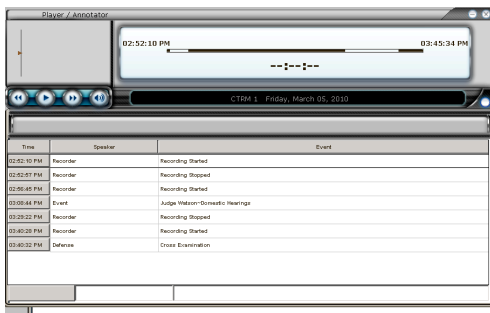 Player / Annotator
02:52:10 PM 03:45:34 PM
--:--:--
CTRM 1 Friday, March 05, 2010
Time Speaker Event
02:52:10 PM Recorder Recording Started
02:52:57 PM Recorder Recording Stopped
02:56:45 PM Recorder Recording Started
03:08:44 PM Event Judge Watson-Domestic Hearings
03:29:22 PM Recorder Recording Stopped
03:40:29 PM Recorder Recording Started
03:40:32 PM Defense Cross Examination